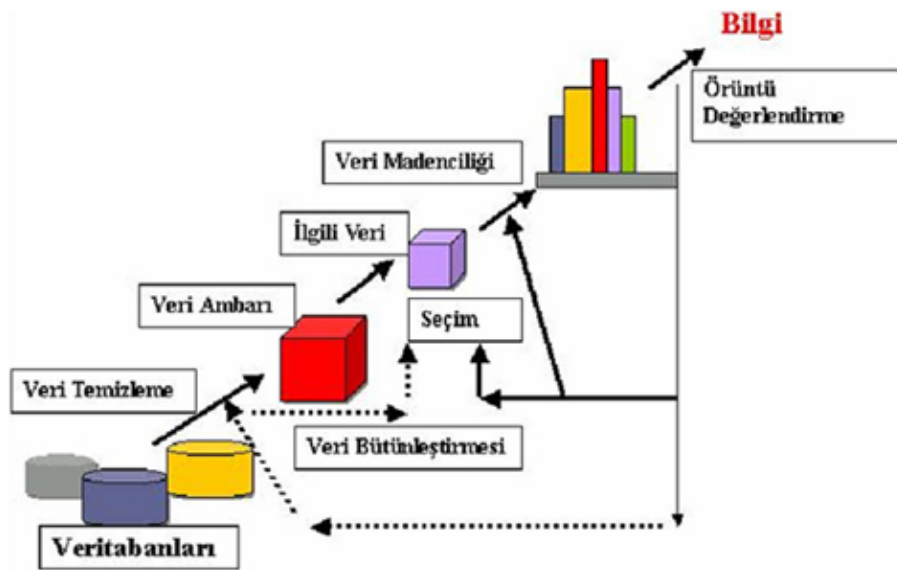 Bilgi
Örüntü
Değerlendirme
Veri Madenciliği
İlgili Veri
Veri Ambarı
Seçim
Veri Temizleme
Veri Bütünleştirmesi
Veritabanları